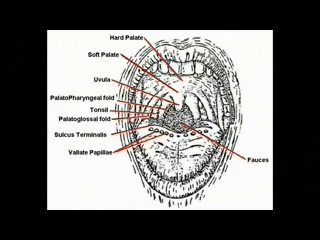 Hard Palate
Soft Palate
Uvula
PalatoPharyngeal fold
Tonsil
Palatoglossal fold
Sulcus Terminalis
Vallate Papillae
Fauces